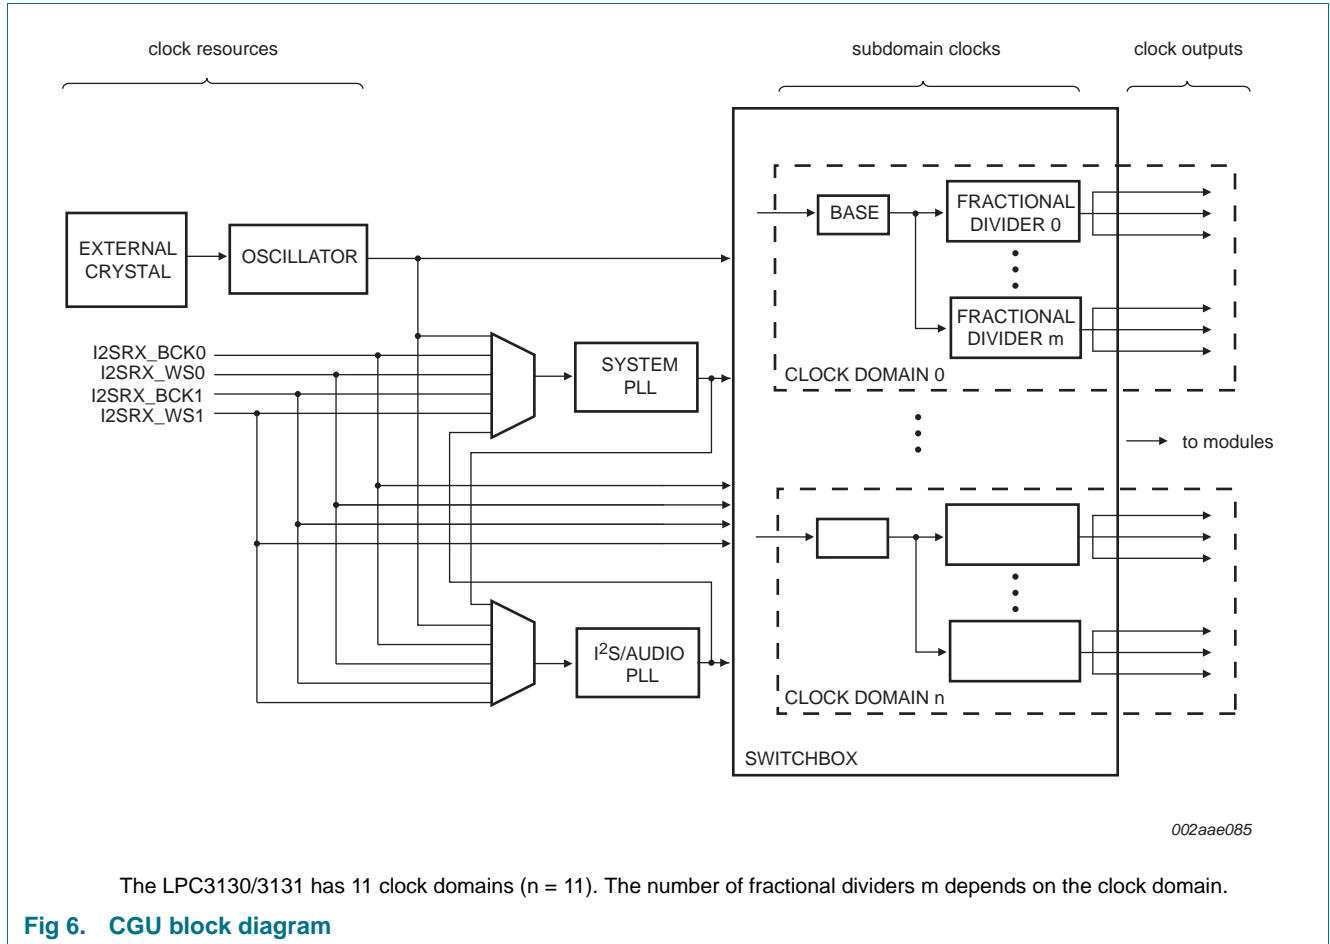 clock resources
subdomain clocks
clock outputs
EXTERNAL
CRYSTAL
OSCILLATOR
BASE
FRACTIONAL
DIVIDER 0
FRACTIONAL
DIVIDER m
CLOCK DOMAIN 0
I2SRX_BCK0
I2SRX_WS0
I2SRX_BCK1
I2SRX_WS1
SYSTEM
PLL
to modules
I²S/AUDIO
PLL
CLOCK DOMAIN n
SWITCHBOX
002aae085
The LPC3130/3131 has 11 clock domains (n = 11). The number of fractional dividers m depends on the clock domain.
Fig 6. CGU block diagram